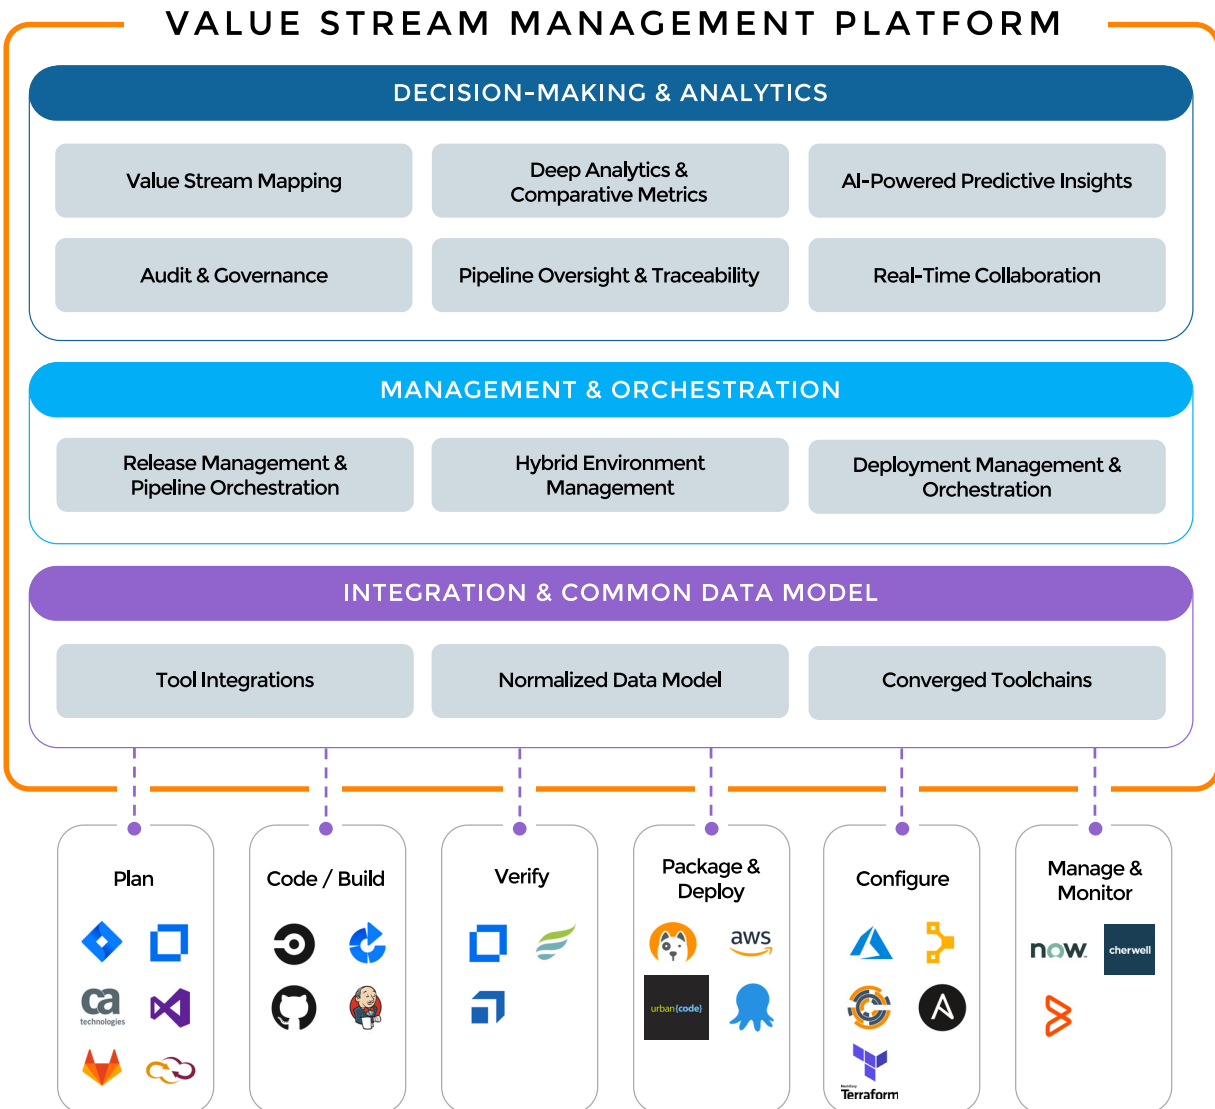 VALUE STREAM MANAGEMENT PLATFORM
DECISION-MAKING & ANALYTICS
Value Stream Mapping
Deep Analytics &
Comparative Metrics
AI-Powered Predictive Insights
Audit & Governance
Pipeline Oversight & Traceability
Real-Time Collaboration
MANAGEMENT & ORCHESTRATION
Release Management &
Pipeline Orchestration
Hybrid Environment
Management
Deployment Management &
Orchestration
INTEGRATION & COMMON DATA MODEL
Tool Integrations
Normalized Data Model
Converged Toolchains
Plan
ca
technologies
Code / Build
Verify
Package &
Deploy
aws
urban{code}
Configure
HashiCorp
Terraform
Manage &
Monitor
now
cherwell